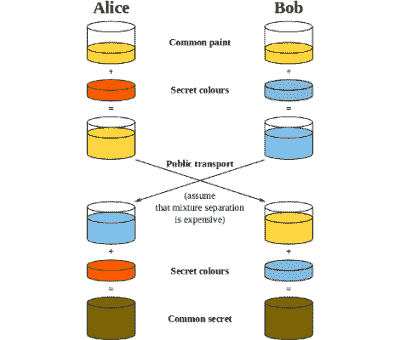 Alice Bob
Common paint
+ +
Secret colours
= =
Public transport
(assume
that mixture separation
is expensive)
+ +
Secret colours
= =
Common secret